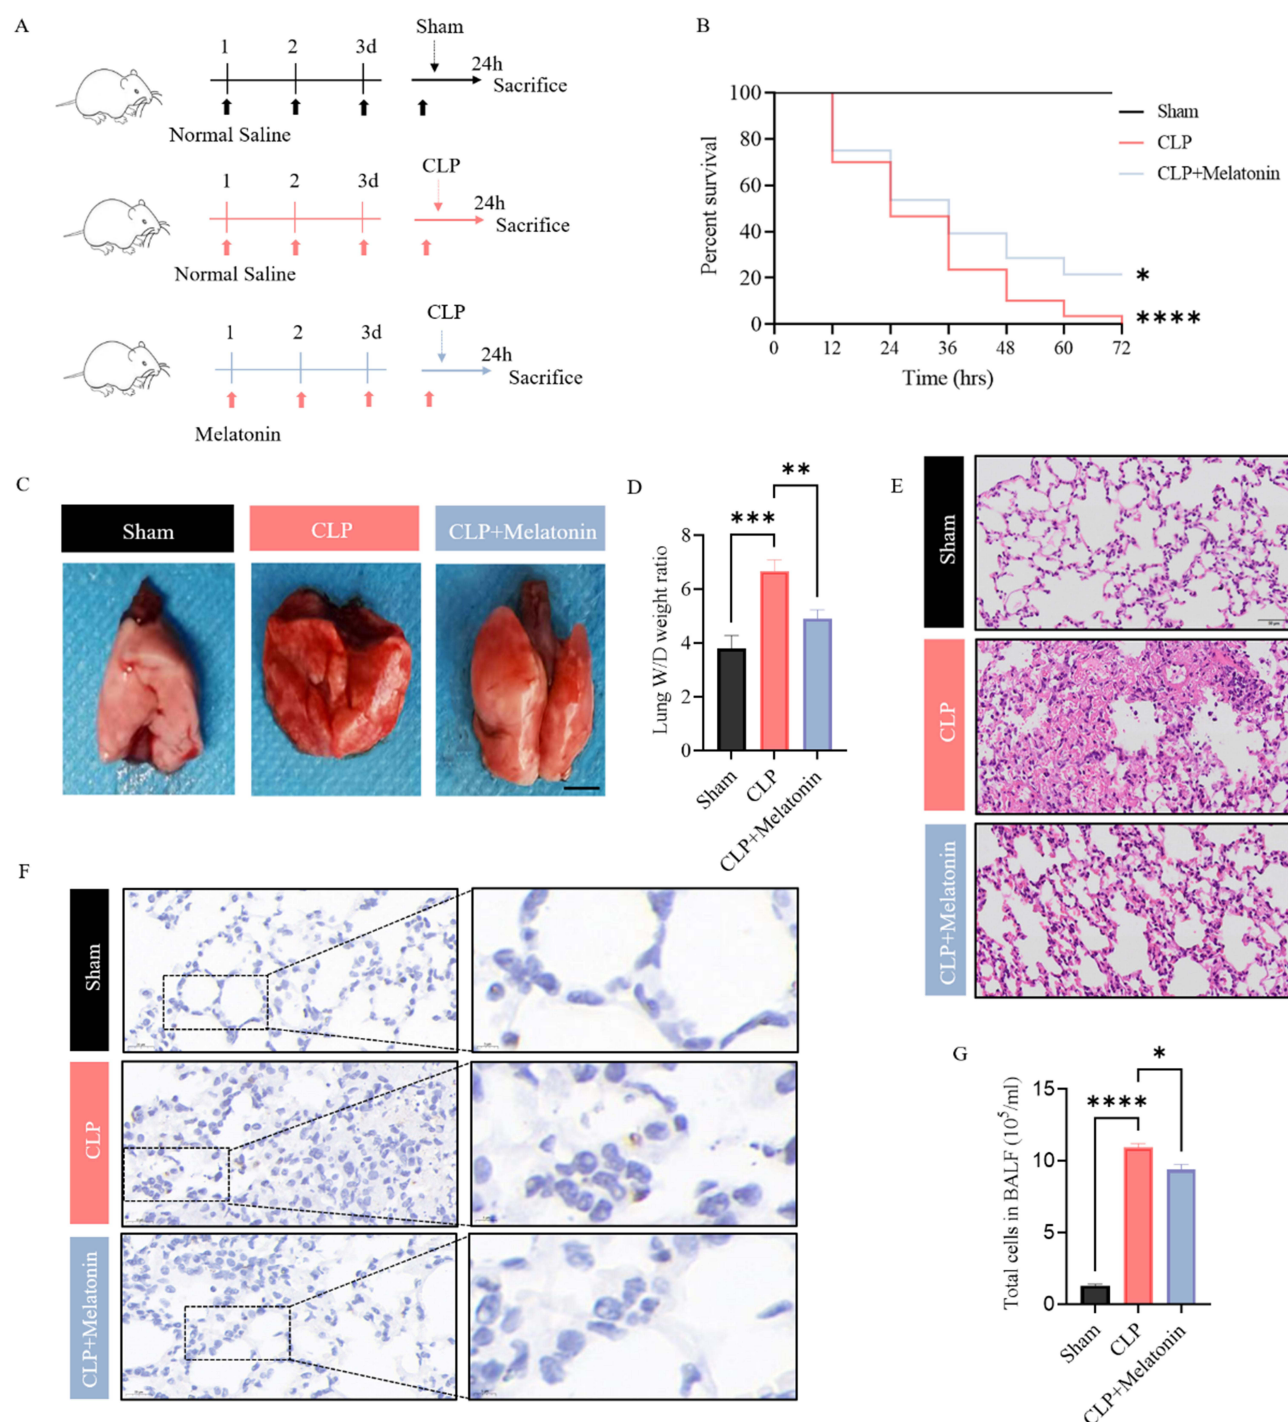 A
Sham
1 2 3d
24h
Sacrifice
Normal Saline
CLP
1 2 3d
24h
Sacrifice
Normal Saline
CLP
1 2 3d
24h
Sacrifice
Melatonin
B
Percent survival
100
80
60
40
20
0
0 12 24 36 48 60 72
Time (hrs)
Sham
CLP
CLP+Melatonin
*
****
C
Sham CLP CLP+Melatonin
D
Lung W/D weight ratio
8
6
4
2
0
***
**
Sham
CLP
CLP+Melatonin
E
Sham
CLP
CLP+Melatonin
F
Sham
CLP
CLP+Melatonin
G
Total cells in BALF (10⁵/ml)
15
10
5
0
****
*
Sham
CLP
CLP+Melatonin